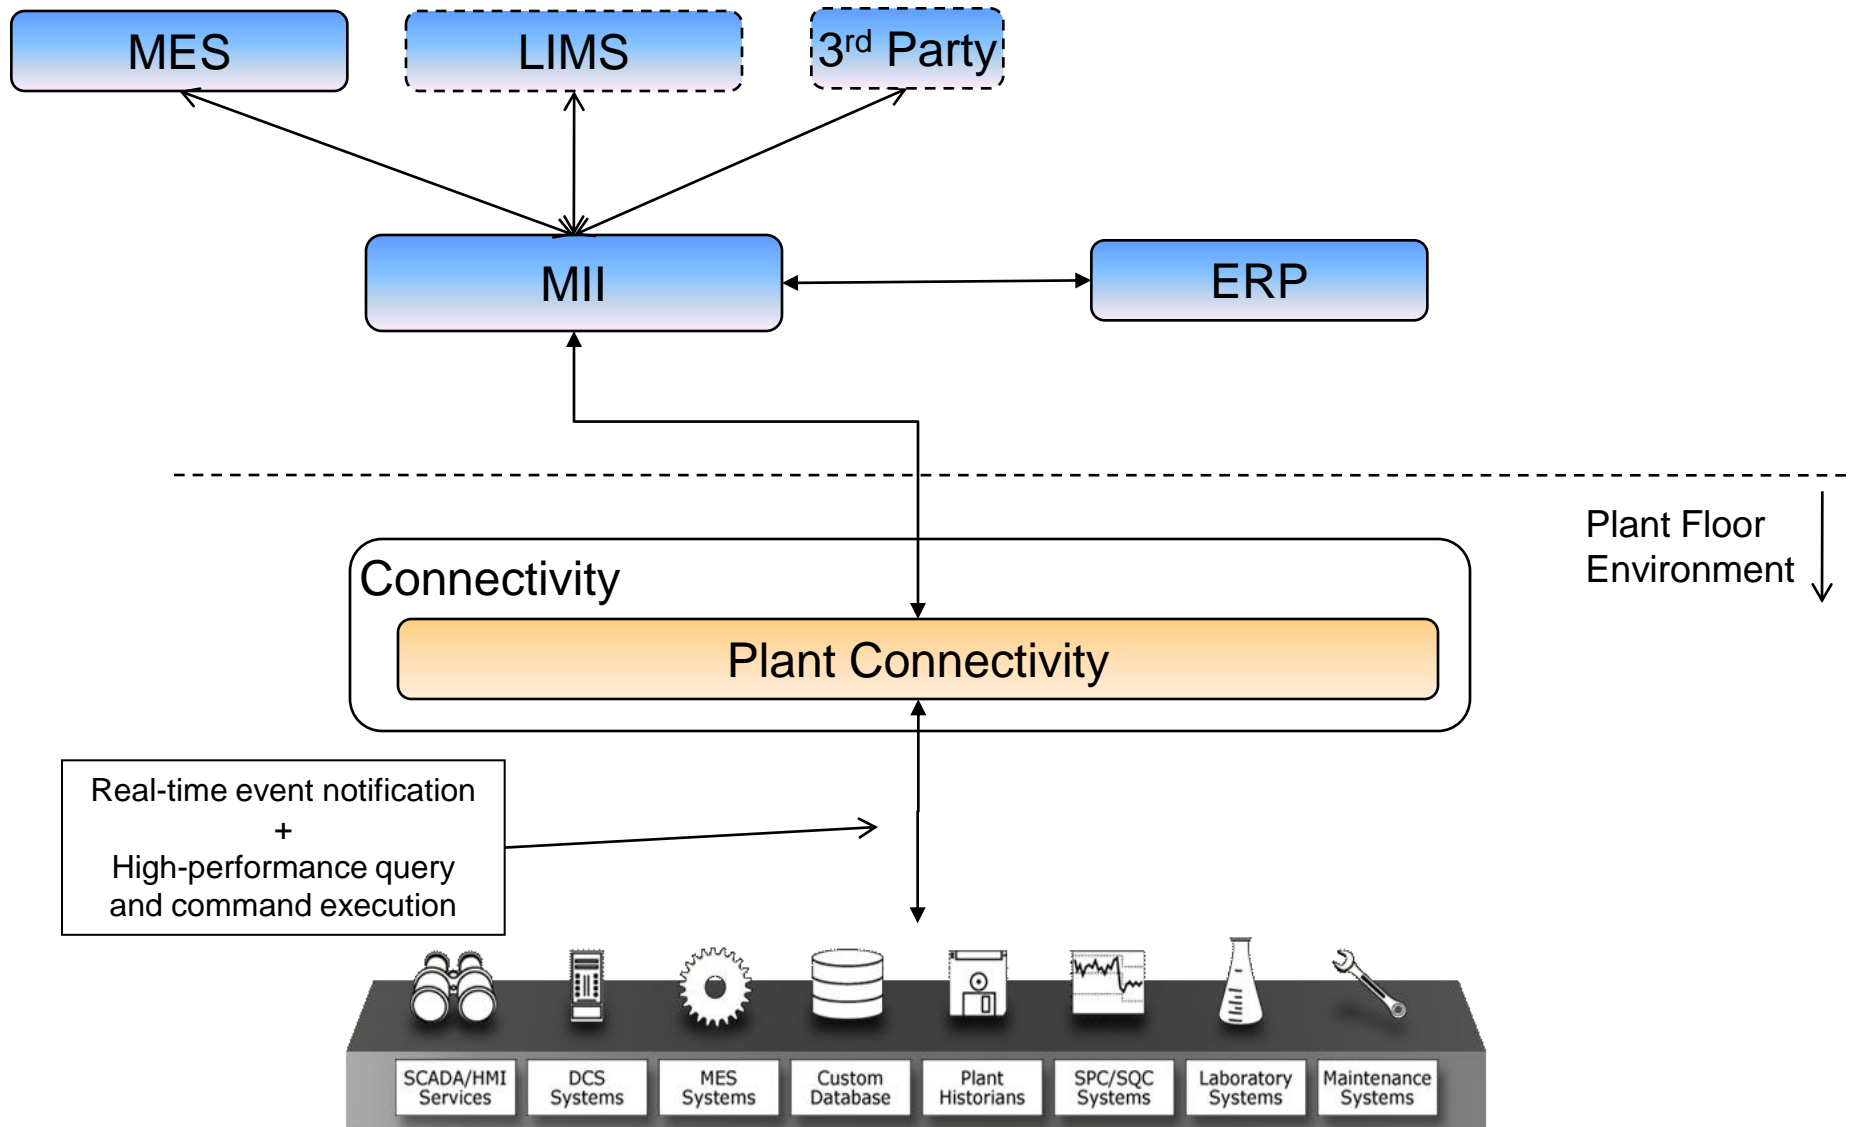 MES
LIMS
3rd Party
MII
ERP
Plant Floor
Environment
Connectivity
Plant Connectivity
Real-time event notification
+
High-performance query
and command execution
SCADA/HMI
Services
DCS
Systems
MES
Systems
Custom
Database
Plant
Historians
SPC/SQC
Systems
Laboratory
Systems
Maintenance
Systems